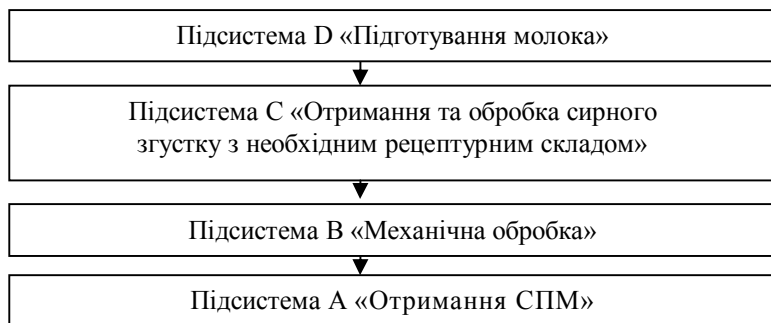 Підсистема D «Підготування молока»
Підсистема С «Отримання та обробка сирного
згустку з необхідним рецептурним складом»
Підсистема В «Механічна обробка»
Підсистема А «Отримання СПМ»